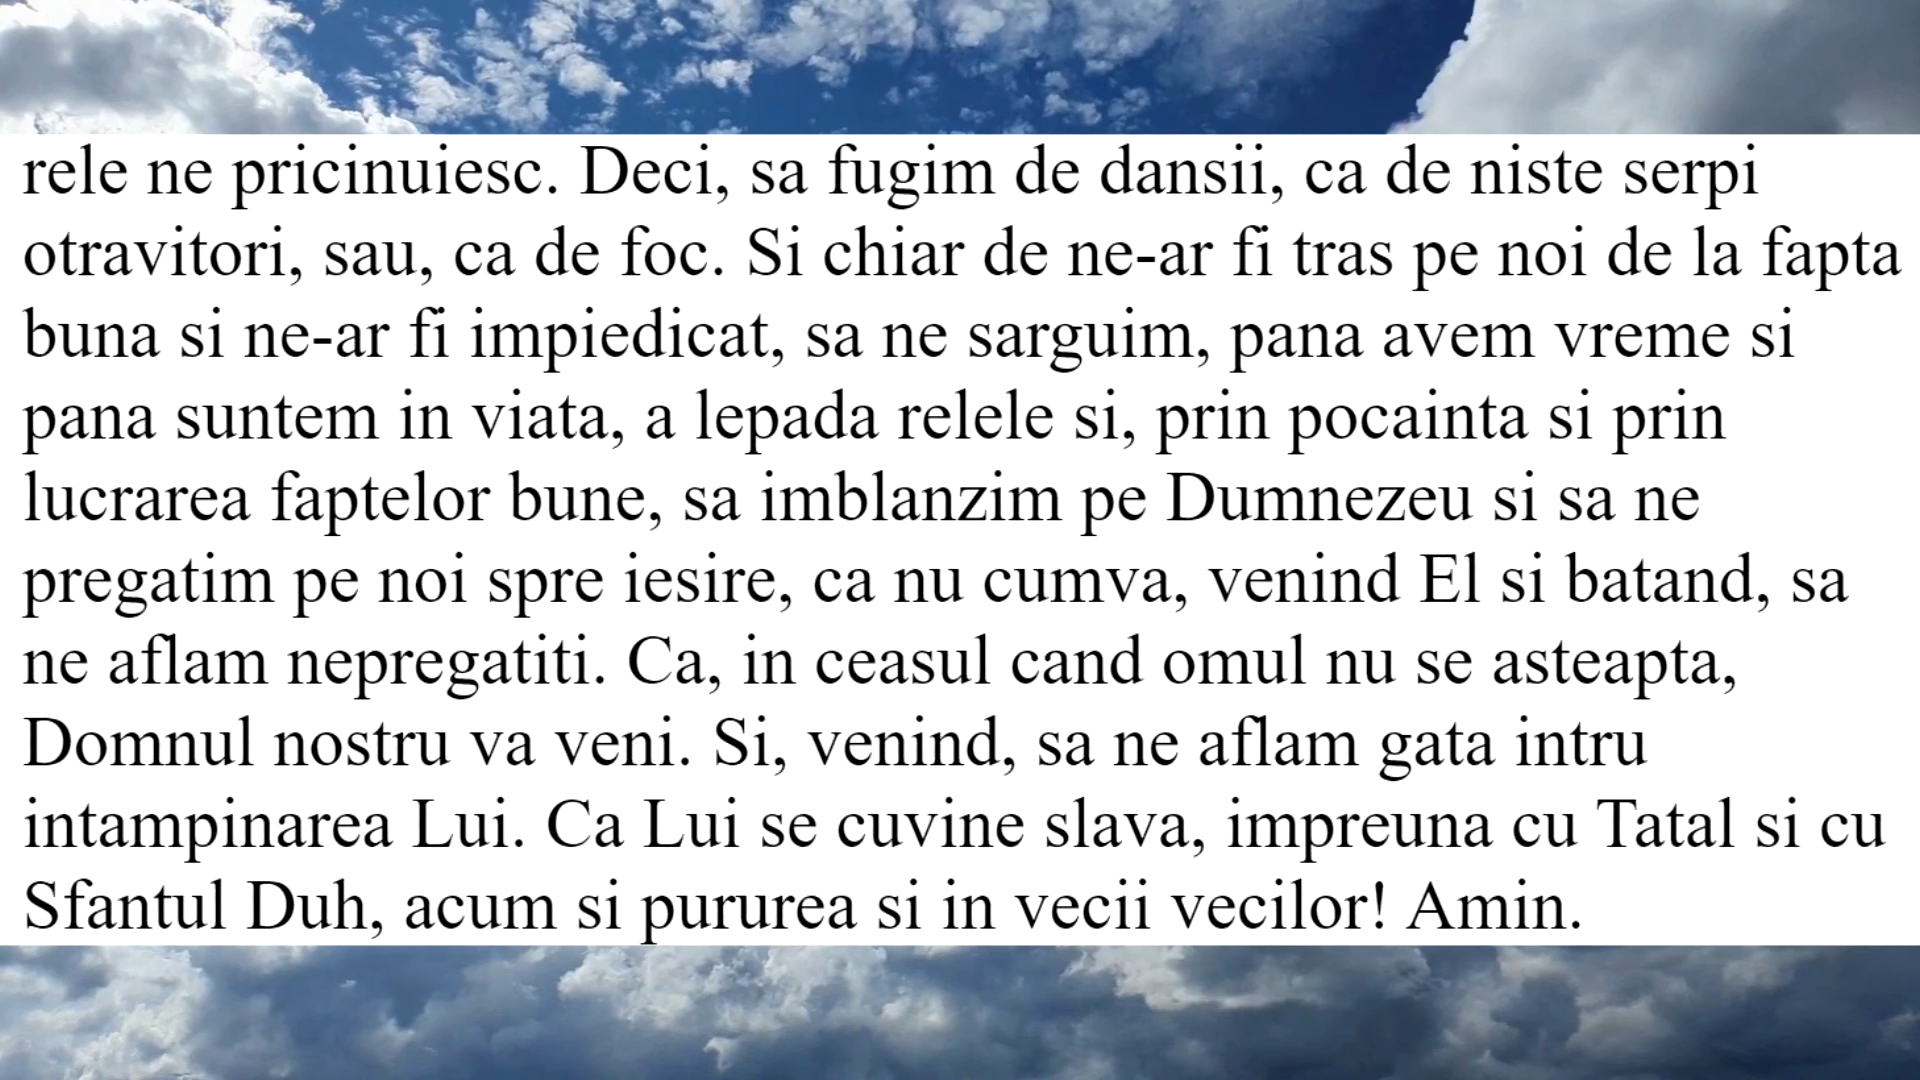 rele ne pricinuiesc. Deci, sa fugim de dansii, ca de niste serpi
otravitori, sau, ca de foc. Si chiar de ne-ar fi tras pe noi de la fapta
buna si ne-ar fi impiedicat, sa ne sarguim, pana avem vreme si
pana suntem in viata, a lepada relele si, prin pocainta si prin
lucrarea faptelor bune, sa imblanzim pe Dumnezeu si sa ne
pregatim pe noi spre iesire, ca nu cumva, venind El si batand, sa
ne aflam nepregatiti. Ca, in ceasul cand omul nu se asteapta,
Domnul nostru va veni. Si, venind, sa ne aflam gata intru
intampinarea Lui. Ca Lui se cuvine slava, impreuna cu Tatal si cu
Sfantul Duh, acum si pururea si in vecii vecilor! Amin.